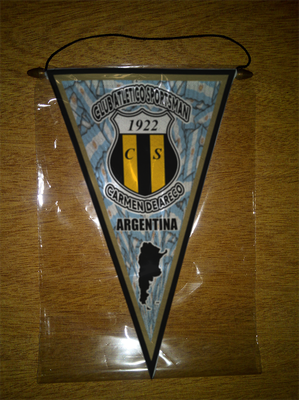 CLUB ATLETICO SPORTSMAN
1922
C S
CARMEN DE ARECO
ARGENTINA